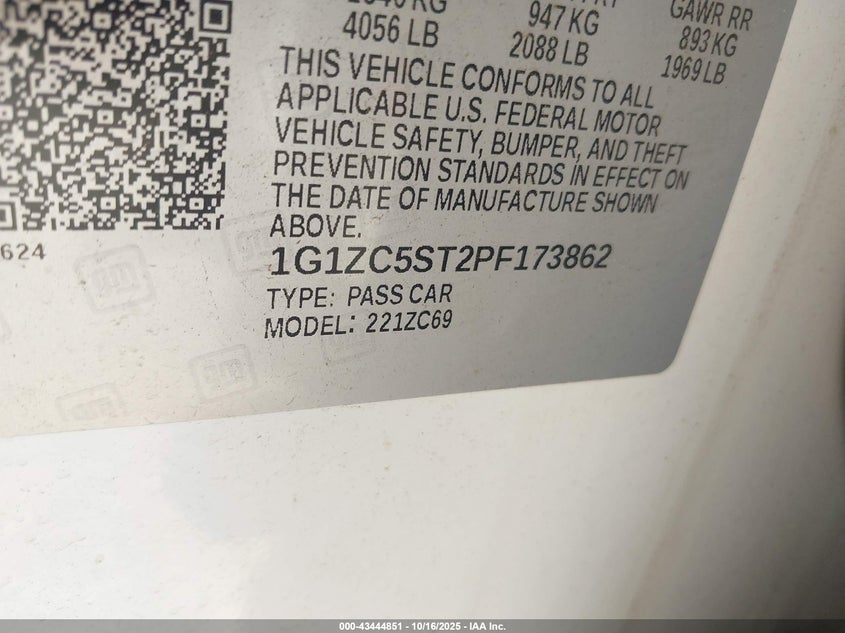 947 KG
4056 LB
2088 LB
GAWR RR
893 KG
1969 LB
THIS VEHICLE CONFORMS TO ALL
APPLICABLE U.S. FEDERAL MOTOR
VEHICLE SAFETY, BUMPER, AND THEFT
PREVENTION STANDARDS IN EFFECT ON
THE DATE OF MANUFACTURE SHOWN
ABOVE.
624
1G1ZC5ST2PF173862
TYPE: PASS CAR
MODEL: 221ZC69
000-43444851 | 10/16/2025 - IAA Inc.